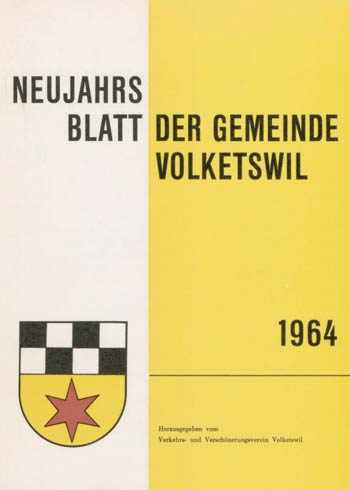 NEUJAHRS
BLATT DER GEMEINDE
VOLKETSWIL
1964
Herausgegeben vom
Verkehrs- und Verschönerungsverein Volketswil